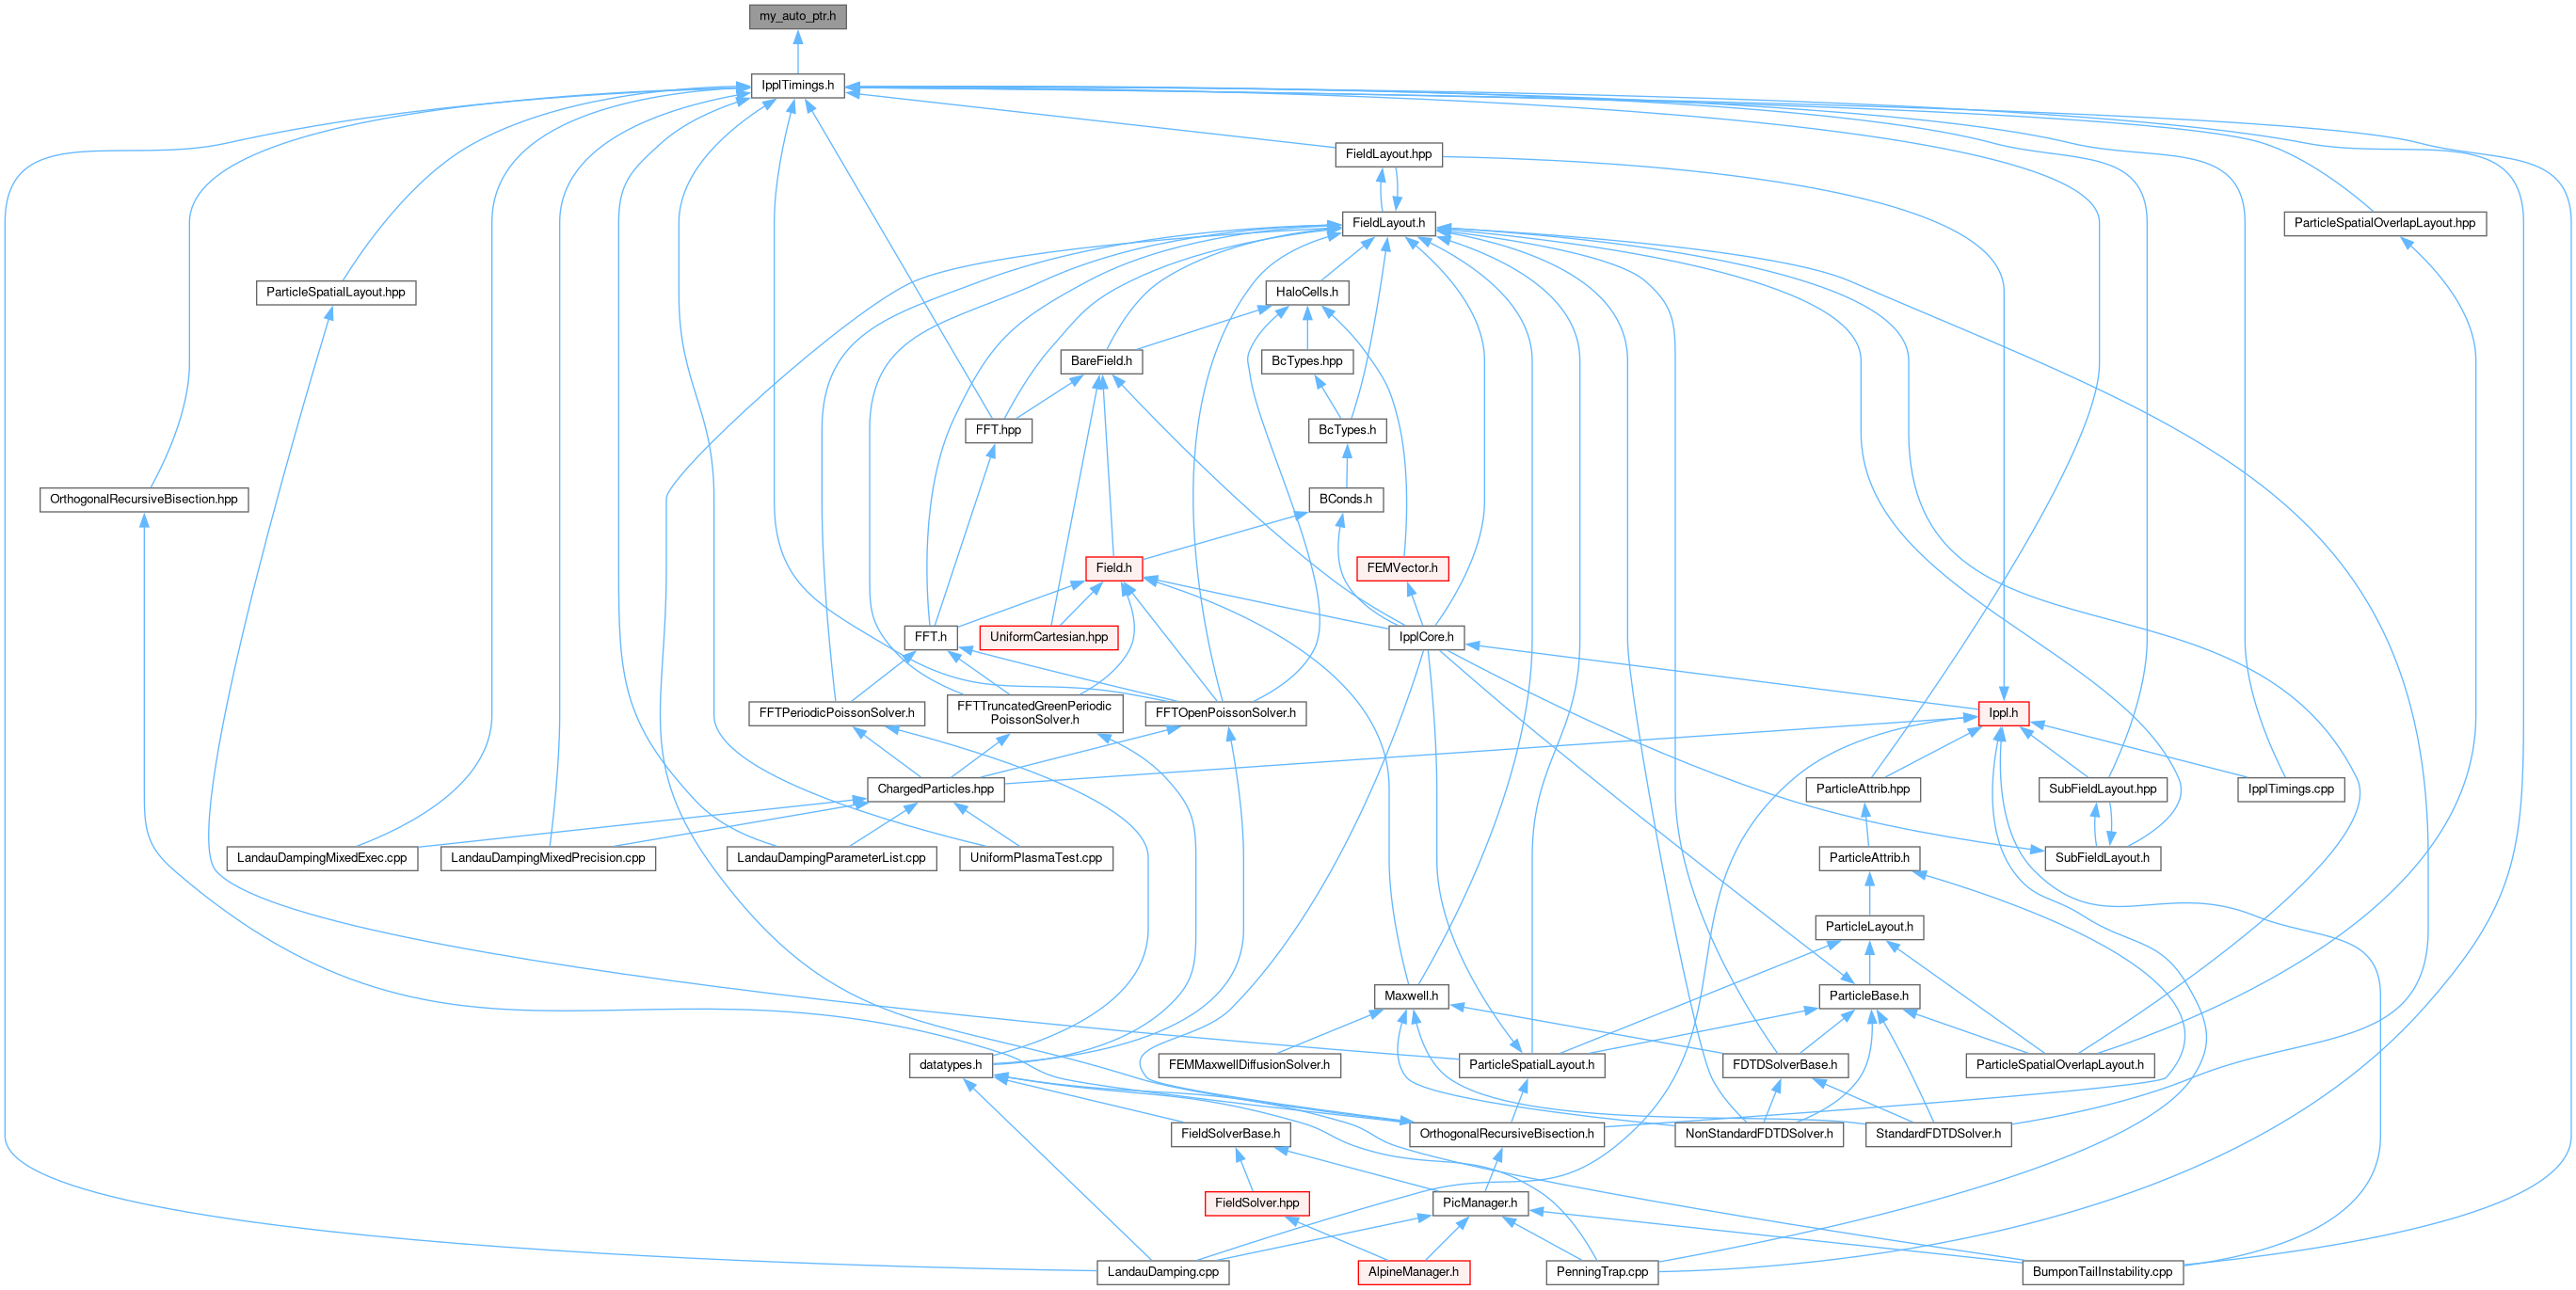 my_auto_ptr.h
IpplTimings.h
FieldLayout.hpp
FieldLayout.h
ParticleSpatialOverlapLayout.hpp
ParticleSpatialLayout.hpp
HaloCells.h
BareField.h
BcTypes.hpp
FFT.hpp
BcTypes.h
OrthogonalRecursiveBisection.hpp
BConds.h
Field.h
FEMVector.h
FFT.h
UniformCartesian.hpp
IpplCore.h
FFTPeriodicPoissonSolver.h
FFTTruncatedGreenPeriodic
PoissonSolver.h
FFTOpenPoissonSolver.h
Ippl.h
ChargedParticles.hpp
ParticleAttrib.hpp
SubFieldLayout.hpp
IpplTimings.cpp
LandauDampingMixedExec.cpp
LandauDampingMixedPrecision.cpp
LandauDampingParameterList.cpp
UniformPlasmaTest.cpp
ParticleAttrib.h
SubFieldLayout.h
ParticleLayout.h
Maxwell.h
ParticleBase.h
datatypes.h
FEMMaxwellDiffusionSolver.h
ParticleSpatialLayout.h
FDTDSolverBase.h
ParticleSpatialOverlapLayout.h
FieldSolverBase.h
OrthogonalRecursiveBisection.h
NonStandardFDTDSolver.h
StandardFDTDSolver.h
FieldSolver.hpp
PicManager.h
LandauDamping.cpp
AlpineManager.h
PenningTrap.cpp
BumponTailInstability.cpp